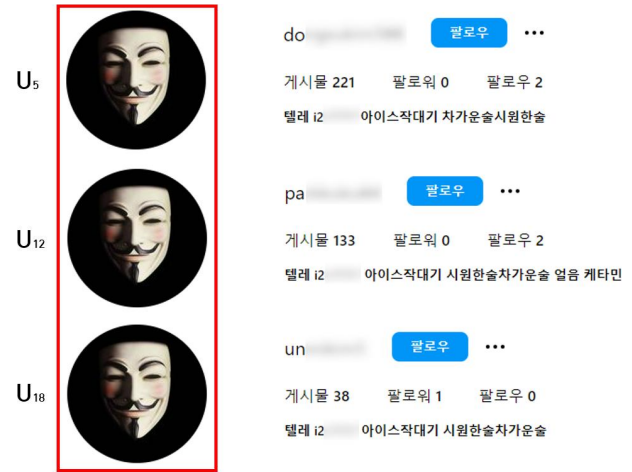 U5
do
팔로우
게시물 221 팔로워 0 팔로우 2
텔레 i2 아이스작대기 차가운술시원한술
U12
pa
팔로우
게시물 133 팔로워 0 팔로우 2
텔레 i2 아이스작대기 시원한술차가운술 얼음 케타민
U18
un
팔로우
게시물 38 팔로워 1 팔로우 0
텔레 i2 아이스작대기 시원한술차가운술